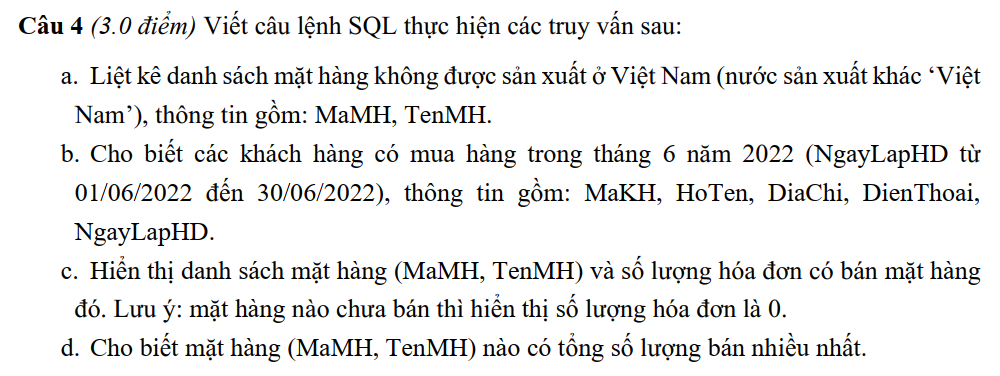 Câu 4 (3.0 điểm) Viết câu lệnh SQL thực hiện các truy vấn sau:
a. Liệt kê danh sách mặt hàng không được sản xuất ở Việt Nam (nước sản xuất khác ‘Việt
Nam’), thông tin gồm: MaMH, TenMH.
b. Cho biết các khách hàng có mua hàng trong tháng 6 năm 2022 (NgayLapHD từ
01/06/2022 đến 30/06/2022), thông tin gồm: MaKH, HoTen, DiaChi, DienThoai,
NgayLapHD.
c. Hiển thị danh sách mặt hàng (MaMH, TenMH) và số lượng hóa đơn có bán mặt hàng
đó. Lưu ý: mặt hàng nào chưa bán thì hiển thị số lượng hóa đơn là 0.
d. Cho biết mặt hàng (MaMH, TenMH) nào có tổng số lượng bán nhiều nhất.